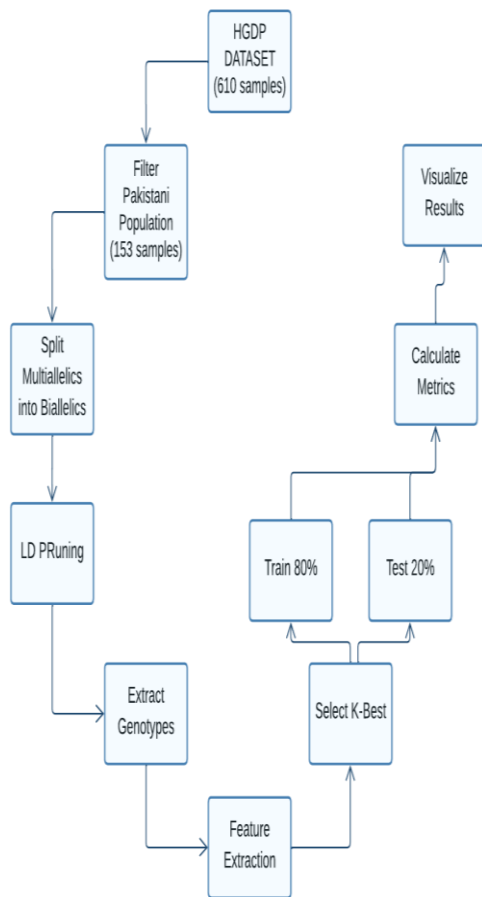 HGDP
DATASET
(610 samples)
Filter
Pakistani
Population
(153 samples)
Split
Multiallelics
into Biallelics
LD PRuning
Extract
Genotypes
Feature
Extraction
Select K-Best
Train 80%
Test 20%
Calculate
Metrics
Visualize
Results